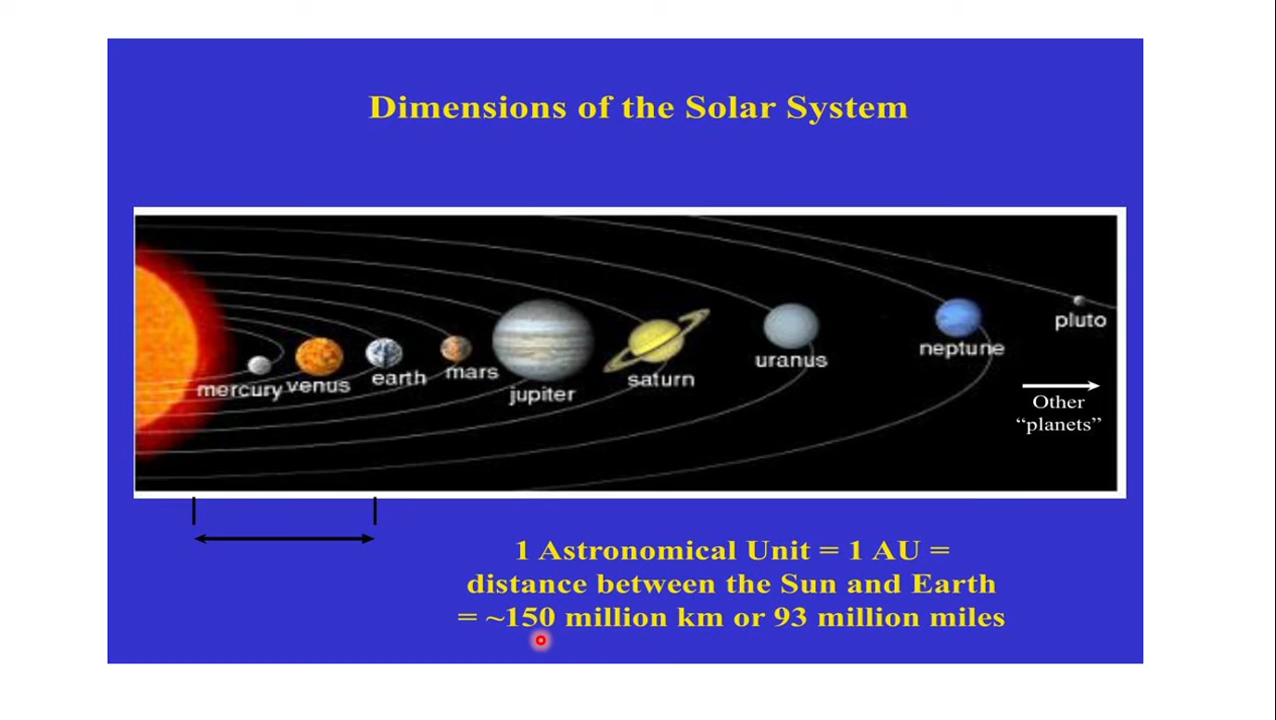 Dimensions of the Solar System
mercury venus earth mars jupiter saturn uranus neptune pluto
Other
“planets”
1 Astronomical Unit = 1 AU =
distance between the Sun and Earth
= ~150 million km or 93 million miles